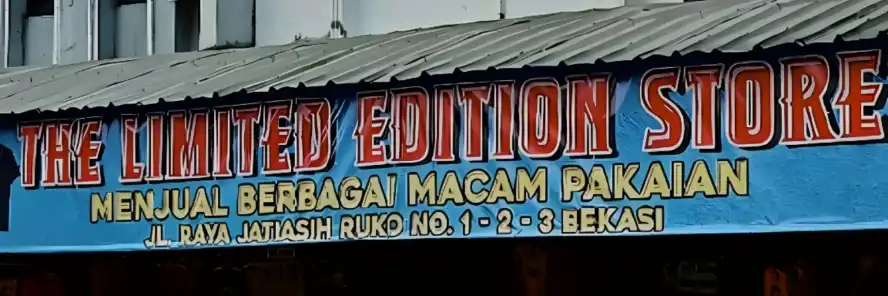 THE LIMITED EDITION STORE
MENJUAL BERBAGAI MACAM PAKAIAN
JL. RAYA JATIASIH RUKO NO. 1 - 2 - 3 BEKASI